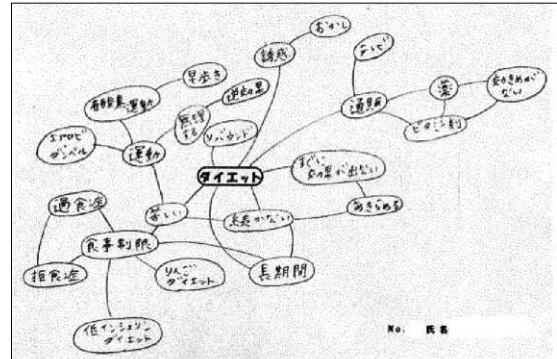 おかし
誘惑
テレビ
早歩き
有酸素運動
逆効果
通販
薬
効きめが
ない
無理
する
リバウンド
ビタミン剤
エアロビ
ダンベル
運動
ダイエット
すぐに
効果が出ない
過食症
苦しい
続かない
あきらめる
食事制限
拒食症
りんご
ダイエット
長期間
低インシュリン
ダイエット
No. 氏名